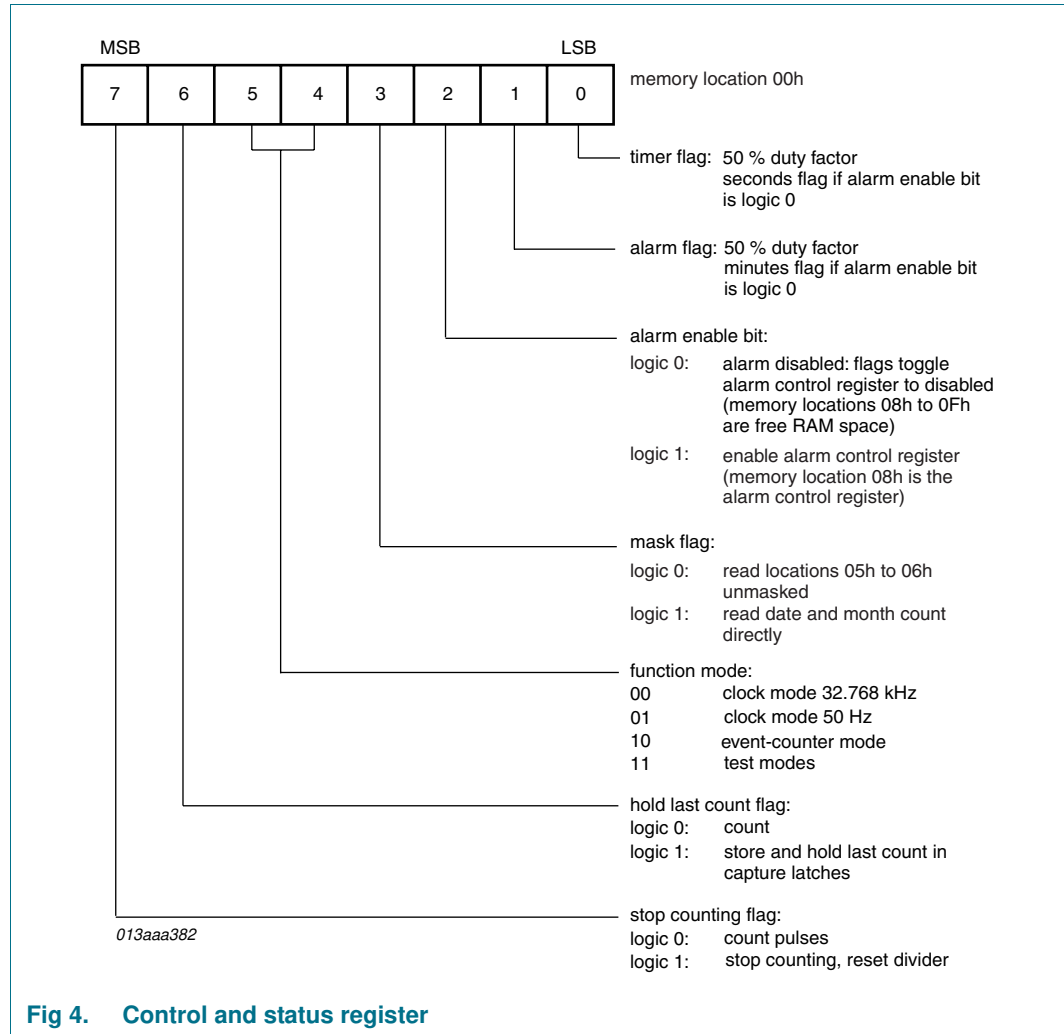 MSB LSB
7 6 5 4 3 2 1 0
memory location 00h
timer flag: 50 % duty factor
seconds flag if alarm enable bit
is logic 0
alarm flag: 50 % duty factor
minutes flag if alarm enable bit
is logic 0
alarm enable bit:
logic 0: alarm disabled: flags toggle
alarm control register to disabled
(memory locations 08h to 0Fh
are free RAM space)
logic 1: enable alarm control register
(memory location 08h is the
alarm control register)
mask flag:
logic 0: read locations 05h to 06h
unmasked
logic 1: read date and month count
directly
function mode:
00 clock mode 32.768 kHz
01 clock mode 50 Hz
10 event-counter mode
11 test modes
hold last count flag:
logic 0: count
logic 1: store and hold last count in
capture latches
stop counting flag:
logic 0: count pulses
logic 1: stop counting, reset divider
013aaa382
Fig 4. Control and status register